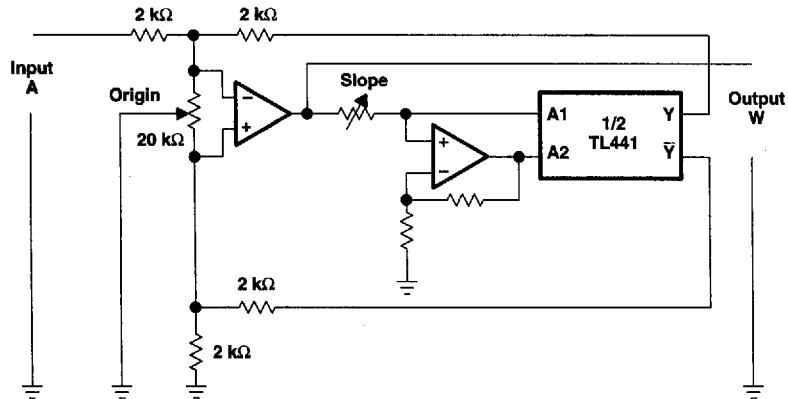 2 kΩ
2 kΩ
Input
A
Origin
20 kΩ
−
+
Slope
+
−
A1
A2
1/2
TL441
Y
Y̅
Output
W
2 kΩ
2 kΩ